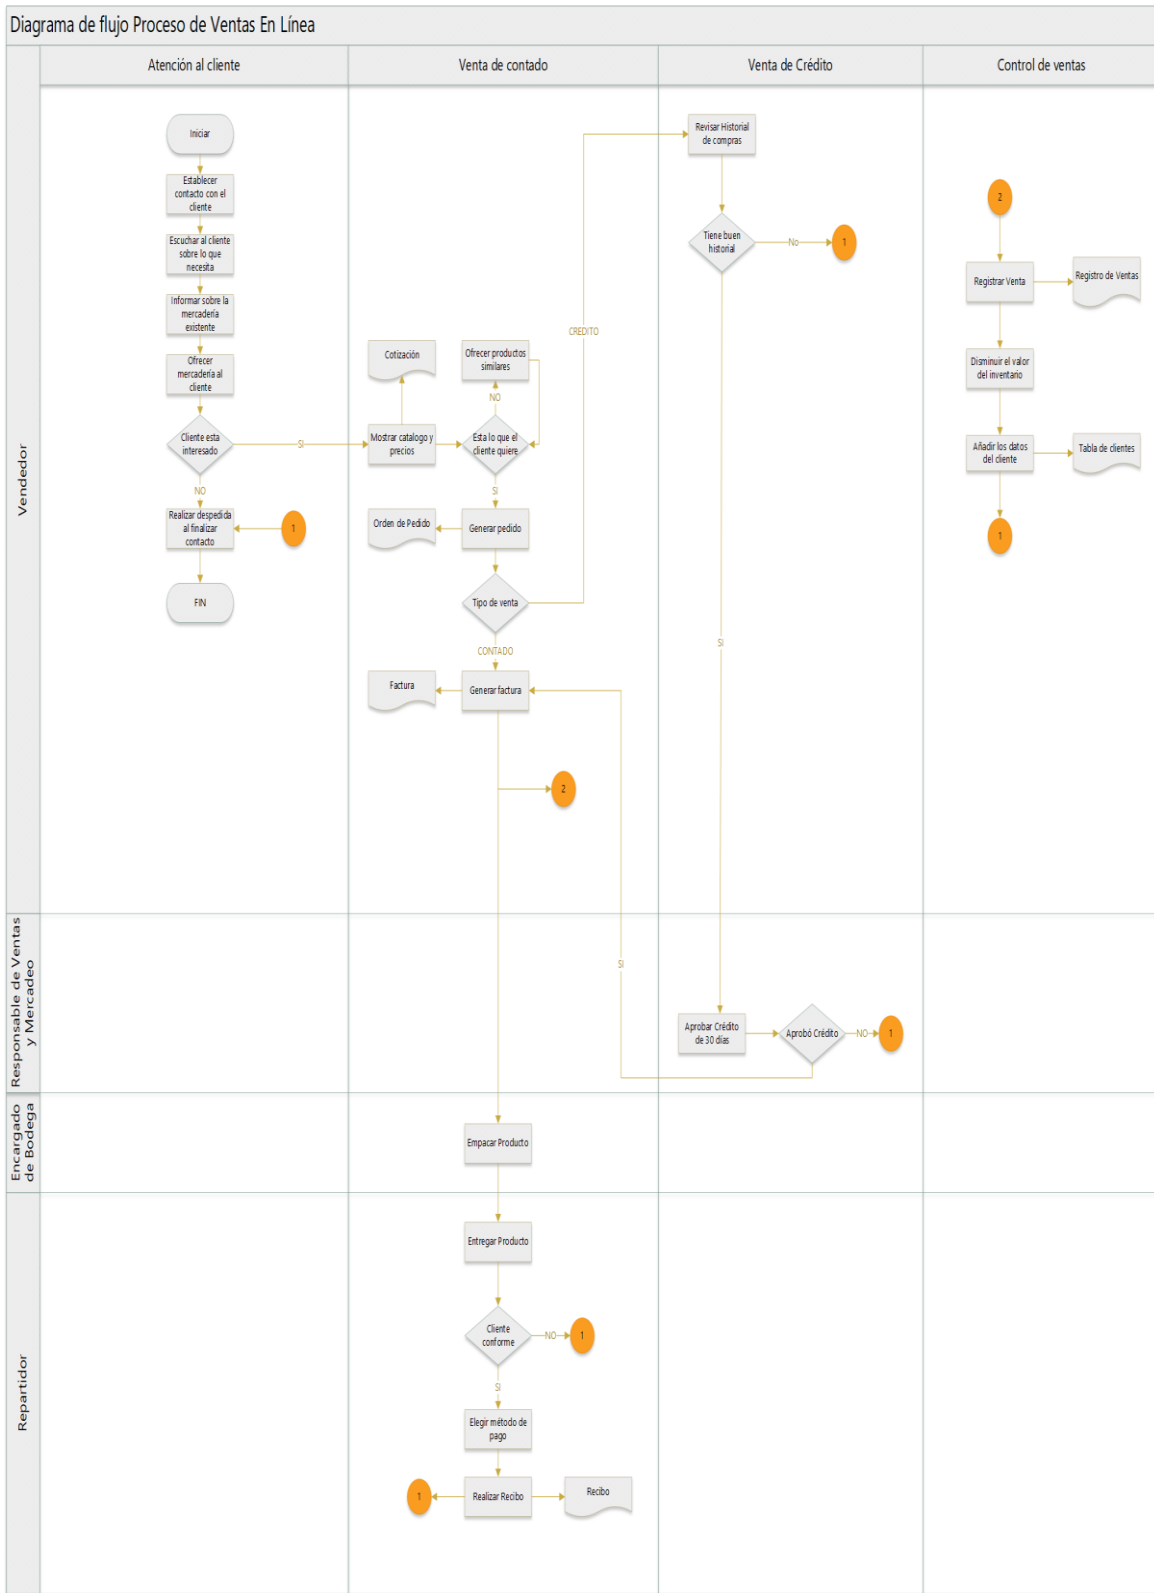 Diagrama de flujo Proceso de Ventas En Línea
Atención al cliente
Venta de contado
Venta de Crédito
Control de ventas
Vendedor
Iniciar
Establecer
contacto con el
cliente
Escuchar al cliente
sobre lo que
necesita
Informar sobre la
mercadería
existente
Ofrecer
mercadería al
cliente
Cliente esta
interesado
SI
NO
Realizar despedida
al finalizar
contacto
1
FIN
Cotización
Ofrecer productos
similares
NO
Mostrar catalogo y
precios
Esta lo que el
cliente quiere
SI
Orden de Pedido
Generar pedido
Tipo de venta
CREDITO
CONTADO
Factura
Generar factura
2
Revisar Historial
de compras
Tiene buen
historial
No
1
SI
2
Registrar Venta
Registro de Ventas
Disminuir el valor
del inventario
Añadir los datos
del cliente
Tabla de clientes
1
Responsable de Ventas
y Mercadeo
SI
Aprobar Crédito
de 30 días
Aprobó Crédito
NO
1
Encargado
de Bodega
Empacar Producto
Repartidor
Entregar Producto
Cliente
conforme
NO
1
SI
Elegir método de
pago
1
Realizar Recibo
Recibo